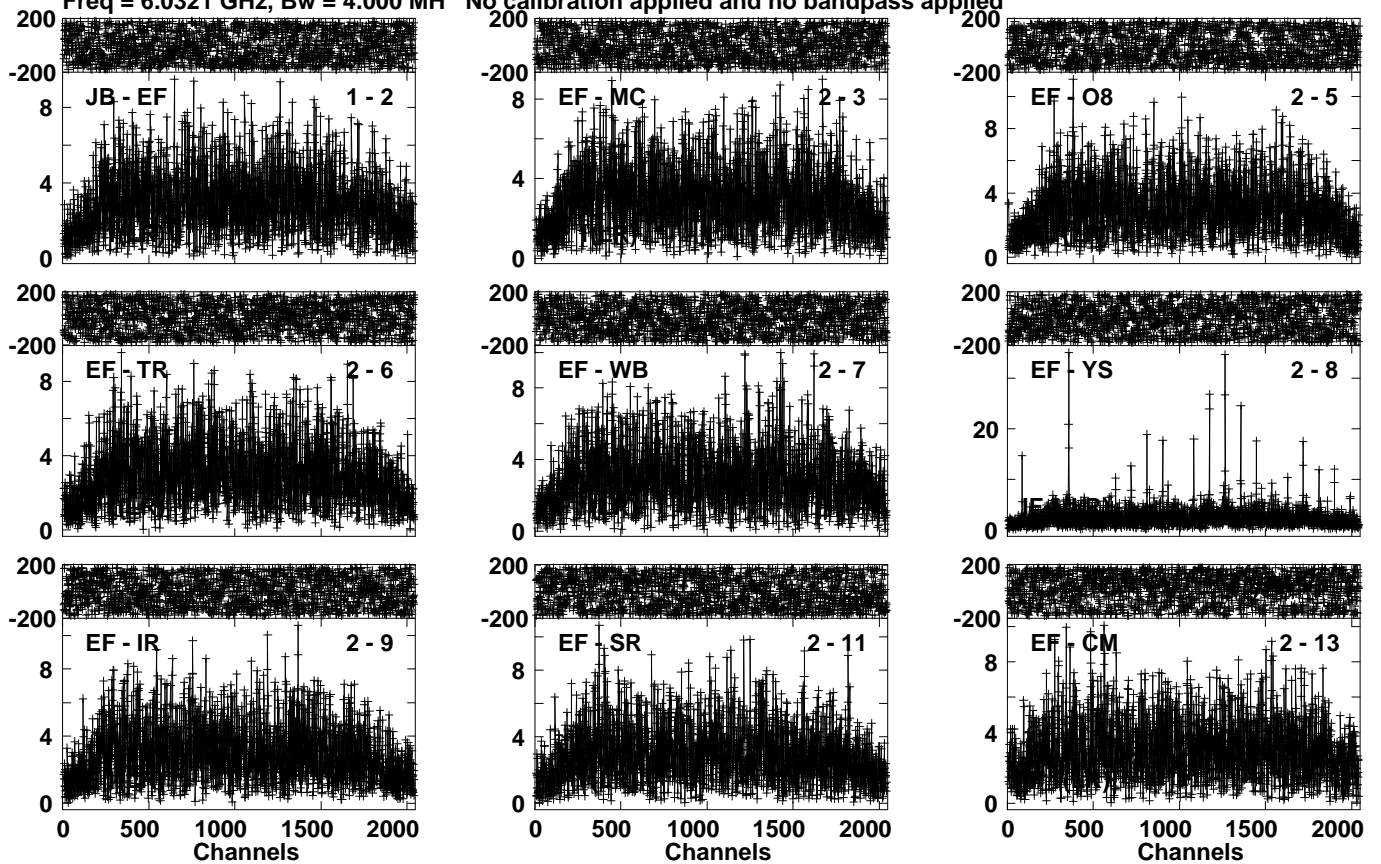 Freq = 6.0321 GHz, Bw = 4.000 MH No calibration applied and no bandpass applied
200 200 200
-200 -200 -200
JB - EF 1 - 2 EF - MC 2 - 3 EF - O8 2 - 5
8 8 8
4 4 4
0 0 0
200 200 200
-200 -200 -200
EF - TR 2 - 6 EF - WB 2 - 7 EF - YS 2 - 8
8 8 20
4 4
0 0 0
200 200 200
-200 -200 -200
EF - IR 2 - 9 EF - SR 2 - 11 EF - CM 2 - 13
8 8 8
4 4 4
0 0 0
0 500 1000 1500 2000 0 500 1000 1500 2000 0 500 1000 1500 2000
Channels Channels Channels